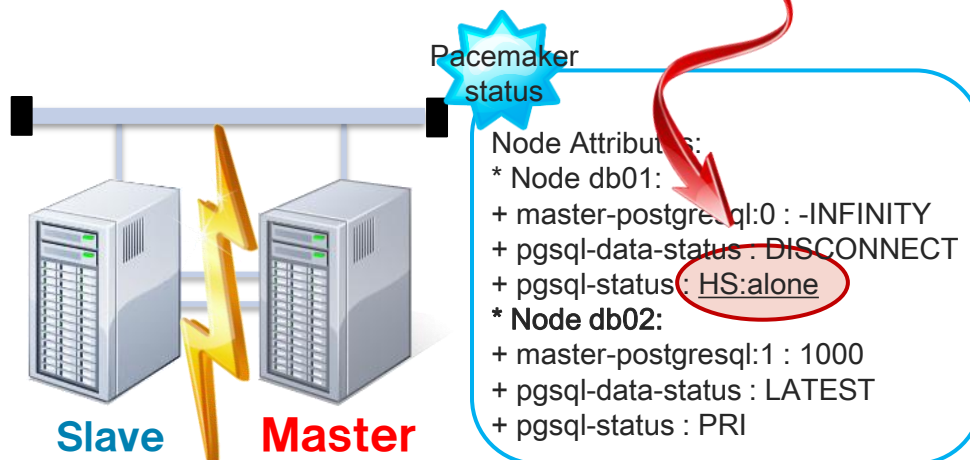 Pacemaker
status
Node Attributes:
* Node db01:
+ master-postgresql:0 : -INFINITY
+ pgsql-data-status : DISCONNECT
+ pgsql-status : HS:alone
* Node db02:
+ master-postgresql:1 : 1000
+ pgsql-data-status : LATEST
+ pgsql-status : PRI
Slave
Master